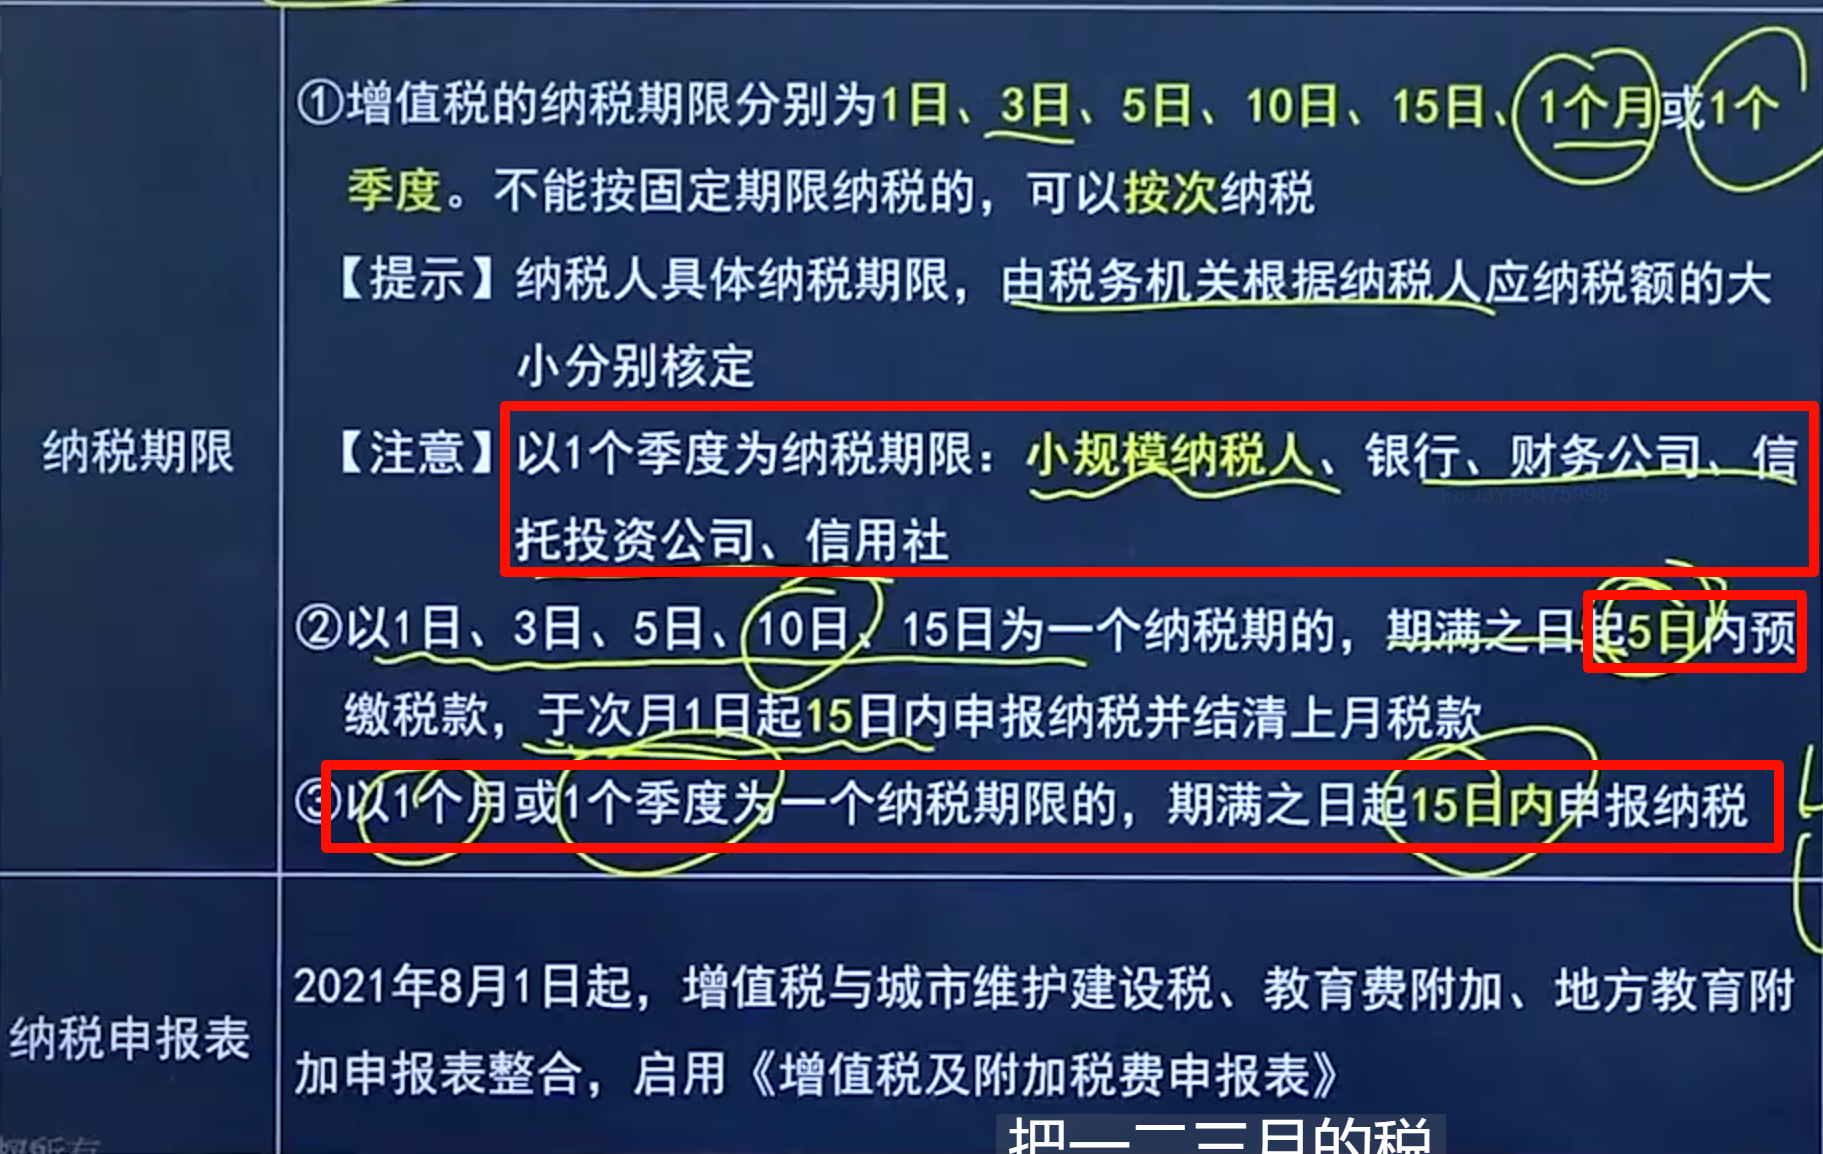 纳税期限
①增值税的纳税期限分别为1日、3日、5日、10日、15日、1个月或1个
季度。不能按固定期限纳税的，可以按次纳税
【提示】纳税人具体纳税期限，由税务机关根据纳税人应纳税额的大
小分别核定
【注意】以1个季度为纳税期限：小规模纳税人、银行、财务公司、信
托投资公司、信用社
F8U3YP0475998
②以1日、3日、5日、10日、15日为一个纳税期的，期满之日起5日内预
缴税款，于次月1日起15日内申报纳税并结清上月税款
③以1个月或1个季度为一个纳税期限的，期满之日起15日内申报纳税
纳税申报表
2021年8月1日起，增值税与城市维护建设税、教育费附加、地方教育附
加申报表整合，启用《增值税及附加税费申报表》
把一二三月的税